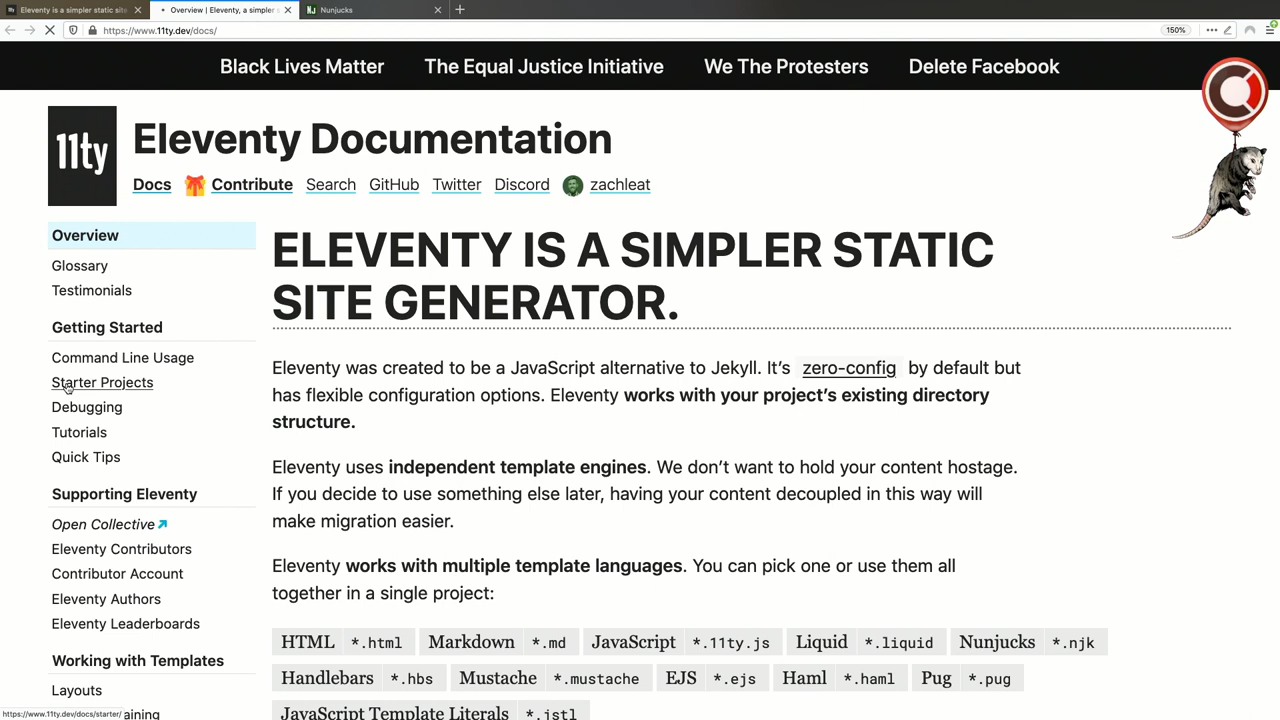 Eleventy is a simpler static site
Overview | Eleventy, a simpler s
Nunjucks
https://www.11ty.dev/docs/
150%
Black Lives Matter
The Equal Justice Initiative
We The Protesters
Delete Facebook
11ty
Eleventy Documentation
Docs
Contribute
Search
GitHub
Twitter
Discord
zachleat
Overview
Glossary
Testimonials
Getting Started
Command Line Usage
Starter Projects
Debugging
Tutorials
Quick Tips
Supporting Eleventy
Open Collective
Eleventy Contributors
Contributor Account
Eleventy Authors
Eleventy Leaderboards
Working with Templates
Layouts
aining
https://www.11ty.dev/docs/starter/
ELEVENTY IS A SIMPLER STATIC
SITE GENERATOR.
Eleventy was created to be a JavaScript alternative to Jekyll. It’s zero-config by default but
has flexible configuration options. Eleventy works with your project’s existing directory
structure.
Eleventy uses independent template engines. We don’t want to hold your content hostage.
If you decide to use something else later, having your content decoupled in this way will
make migration easier.
Eleventy works with multiple template languages. You can pick one or use them all
together in a single project:
HTML *.html Markdown *.md JavaScript *.11ty.js Liquid *.liquid Nunjucks *.njk
Handlebars *.hbs Mustache *.mustache EJS *.ejs Haml *.haml Pug *.pug
JavaScript Template Literals *.jstl